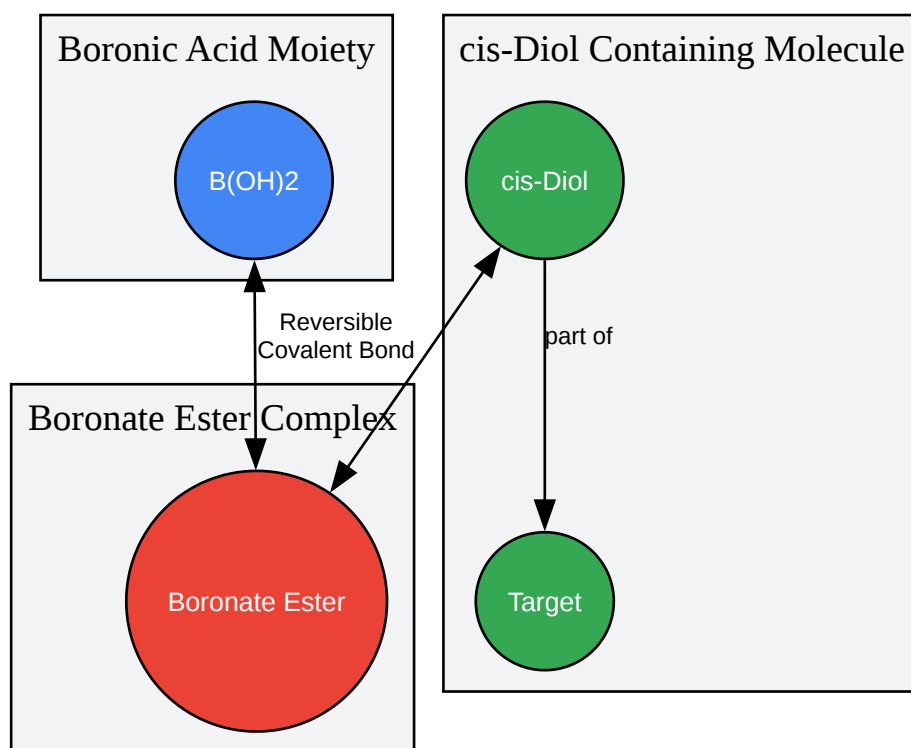 Boronic Acid Moiety
cis-Diol Containing Molecule
B(OH)2
cis-Diol
Reversible
Covalent Bond
part of
Boronate Ester Complex
Boronate Ester
Target